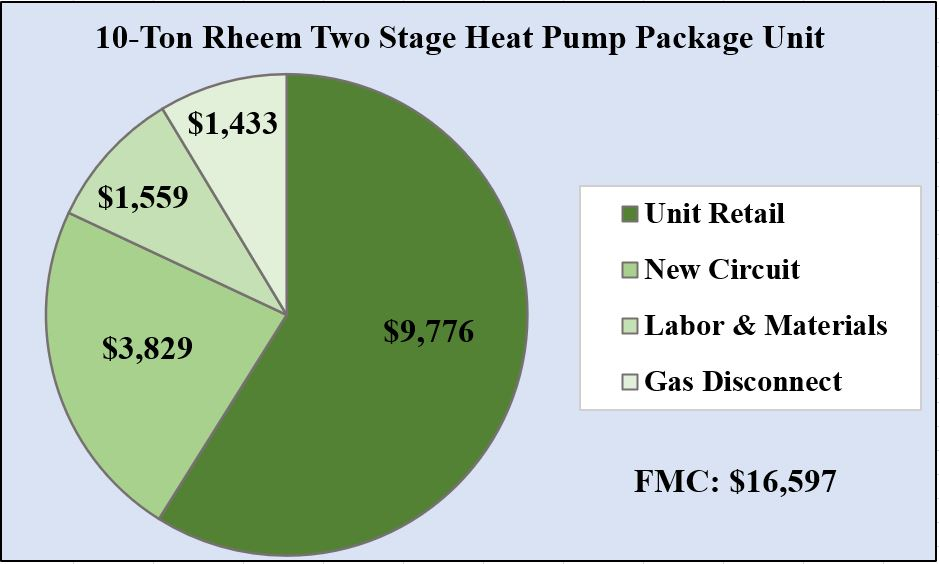 10-Ton Rheem Two Stage Heat Pump Package Unit
$1,433
$1,559
$9,776
$3,829
Unit Retail
New Circuit
Labor & Materials
Gas Disconnect
FMC: $16,597